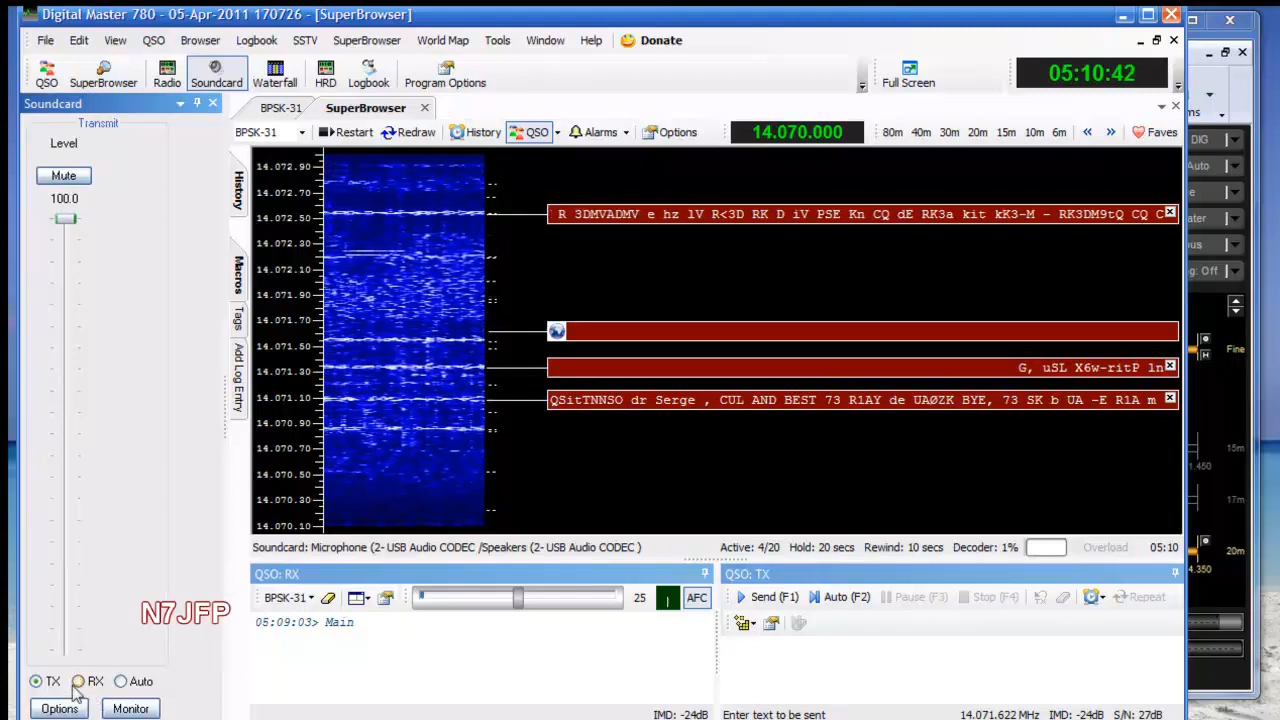 Digital Master 780 - 05-Apr-2011 170726 - [SuperBrowser]
File Edit View QSO Browser Logbook SSTV SuperBrowser World Map Tools Window Help Donate
QSO SuperBrowser Radio Soundcard Waterfall HRD Logbook Program Options Full Screen 05:10:42
Soundcard
BPSK-31 SuperBrowser
Transmit
BPSK-31 Restart Redraw History QSO Alarms Options 14.070.000 80m 40m 30m 20m 15m 10m 6m Faves
DIG
Level
Auto
Mute
100.0
History
Macros
Tags
Add Log Entry
14.072.90
14.072.70
14.072.50
14.072.30
14.072.10
14.071.90
14.071.70
14.071.50
14.071.30
14.071.10
14.070.90
14.070.70
14.070.50
14.070.30
14.070.10
R 3DMVADMV e hz lV R<3D RK D iV PSE Kn CQ dE RK3a kit kK3-M - RK3DM9tQ CQ C
G, uSL X6w-ritP ln
QSitTNNSO dr Serge , CUL AND BEST 73 R1AY de UAØZK BYE, 73 SK b UA -E R1A m
: Off
Fine
15m
.450
17m
20m
4.350
Soundcard: Microphone (2- USB Audio CODEC /Speakers (2- USB Audio CODEC ) Active: 4/20 Hold: 20 secs Rewind: 10 secs Decoder: 1% Overload 05:10
QSO: RX
QSO: TX
BPSK-31 25 AFC
Send (F1) Auto (F2) Pause (F3) Stop (F4) Repeat
05:09:03> Main
N7JFP
TX RX Auto
Options Monitor
IMD: -24dB
Enter text to be sent 14.071.622 MHz IMD: -24dB S/N: 27dB